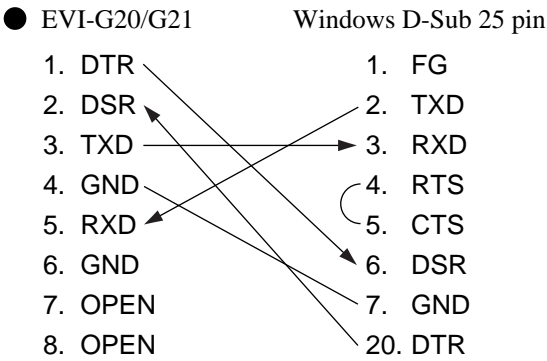 ● EVI-G20/G21 Windows D-Sub 25 pin
1. DTR 1. FG
2. DSR 2. TXD
3. TXD 3. RXD
4. GND 4. RTS
5. RXD 5. CTS
6. GND 6. DSR
7. OPEN 7. GND
8. OPEN 20. DTR